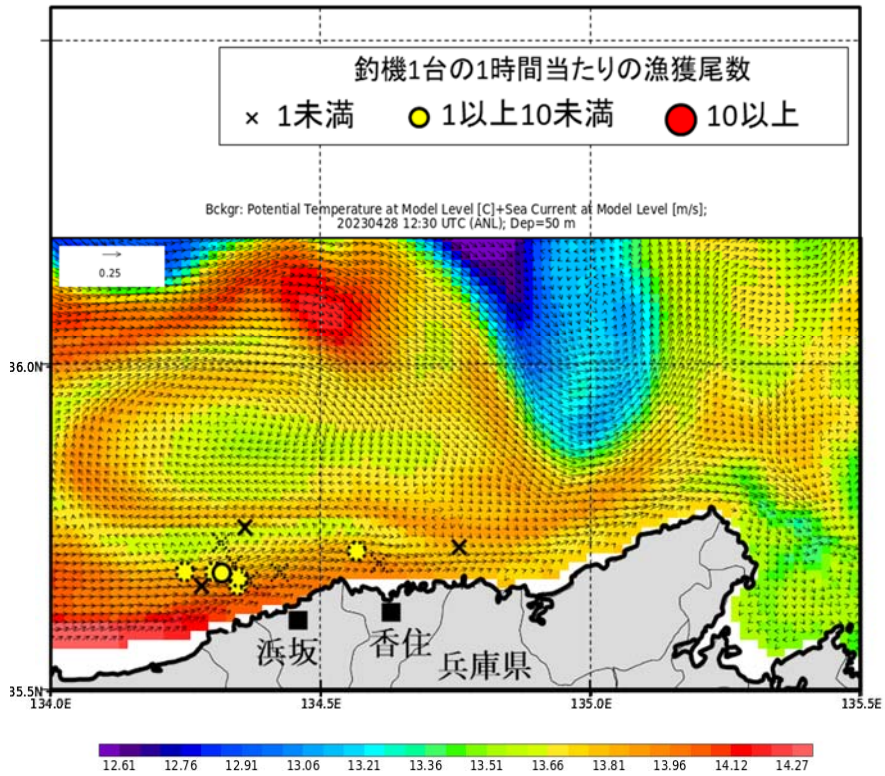 釣機1台の1時間当たりの漁獲尾数
× 1未満 1以上10未満 10以上
Bckgr: Potential Temperature at Model Level [C]+Sea Current at Model Level [m/s];
20230428 12:30 UTC (ANL); Dep=50 m
0.25
36.0N
浜坂
香住
兵庫県
35.5N
134.0E 134.5E 135.0E 135.5E
12.61 12.76 12.91 13.06 13.21 13.36 13.51 13.66 13.81 13.96 14.12 14.27